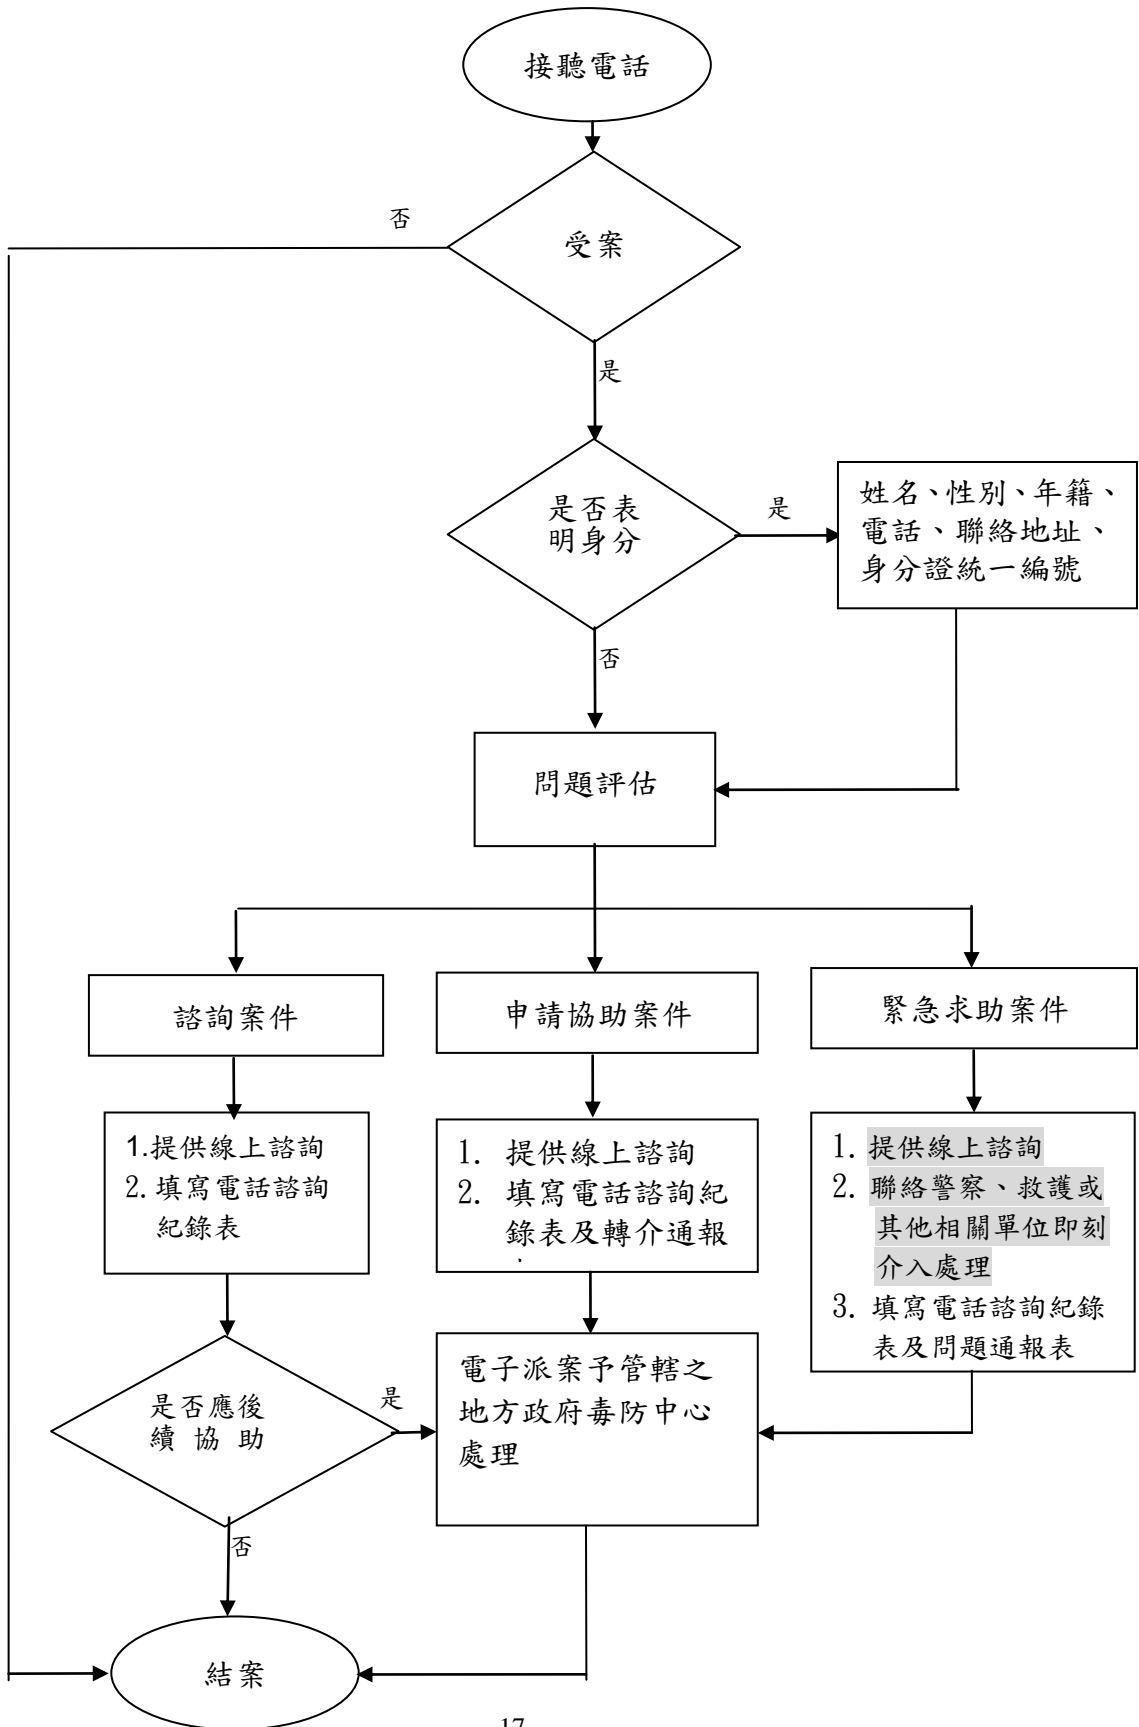 接聽電話
否
受案
是
是否表
明身分
是
姓名、性別、年籍、
電話、聯絡地址、
身分證統一編號
否
問題評估
諮詢案件
申請協助案件
緊急求助案件
1.提供線上諮詢
2.填寫電話諮詢
紀錄表
1. 提供線上諮詢
2. 填寫電話諮詢紀
錄表及轉介通報
1. 提供線上諮詢
2. 聯絡警察、救護或
其他相關單位即刻
介入處理
3. 填寫電話諮詢紀錄
表及問題通報表
是否應後
續協助
是
電子派案予管轄之
地方政府毒防中心
處理
否
結案
17